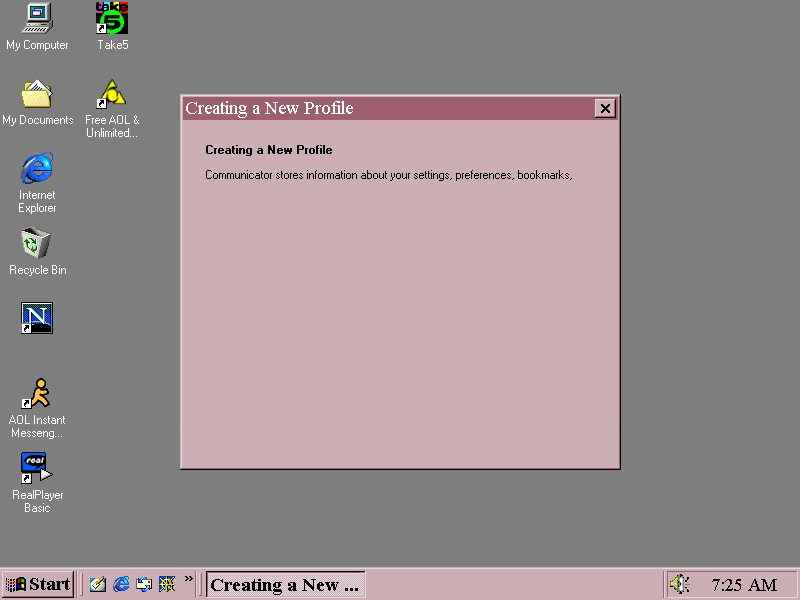 My Computer
Take5
My Documents
Free AOL &
Unlimited...
Internet
Explorer
Recycle Bin
N
AOL Instant
Messeng...
real
RealPlayer
Basic
Creating a New Profile
Creating a New Profile
Communicator stores information about your settings, preferences, bookmarks,
Start
»
Creating a New ...
7:25 AM